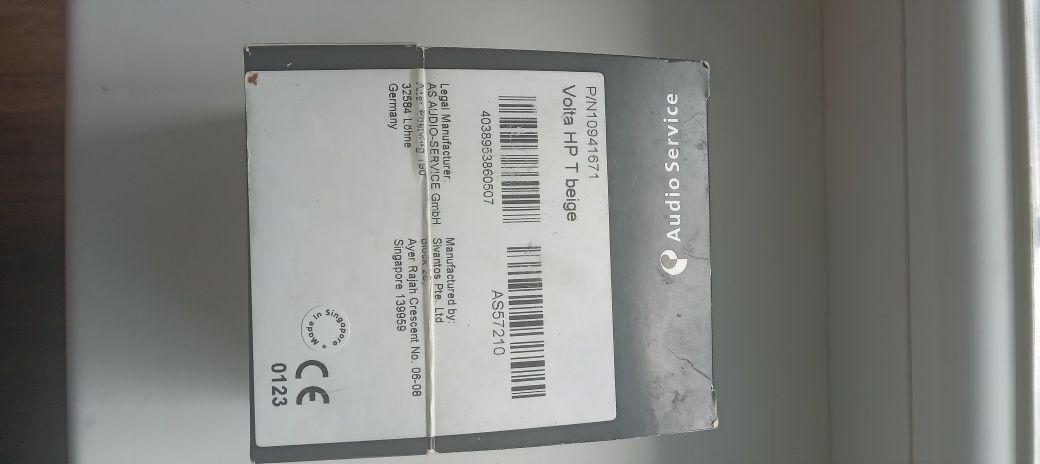 Audio Service
P/N10941671
Volta HP T beige
4038953860507
AS57210
Legal Manufacturer:
AS AUDIO-SERVICE GmbH
190
32584 Löhne
Germany
Manufactured by:
Sivantos Pte. Ltd
Ayer Rajah Crescent No. 06-08
Singapore 139959
Made in Singapore *
CE
0123